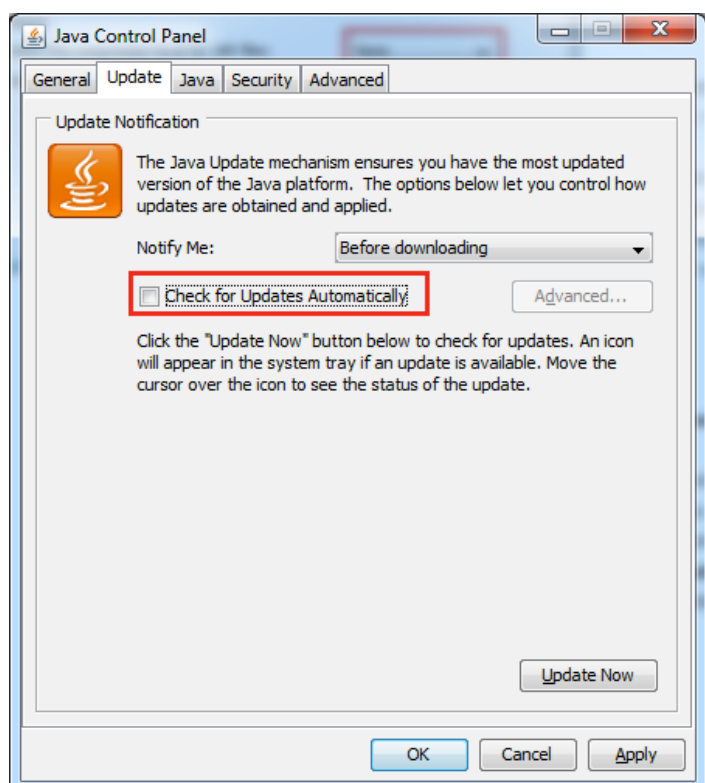 Java Control Panel
General Update Java Security Advanced
Update Notification
The Java Update mechanism ensures you have the most updated
version of the Java platform. The options below let you control how
updates are obtained and applied.
Notify Me: Before downloading
Check for Updates Automatically Advanced...
Click the "Update Now" button below to check for updates. An icon
will appear in the system tray if an update is available. Move the
cursor over the icon to see the status of the update.
Update Now
OK Cancel Apply